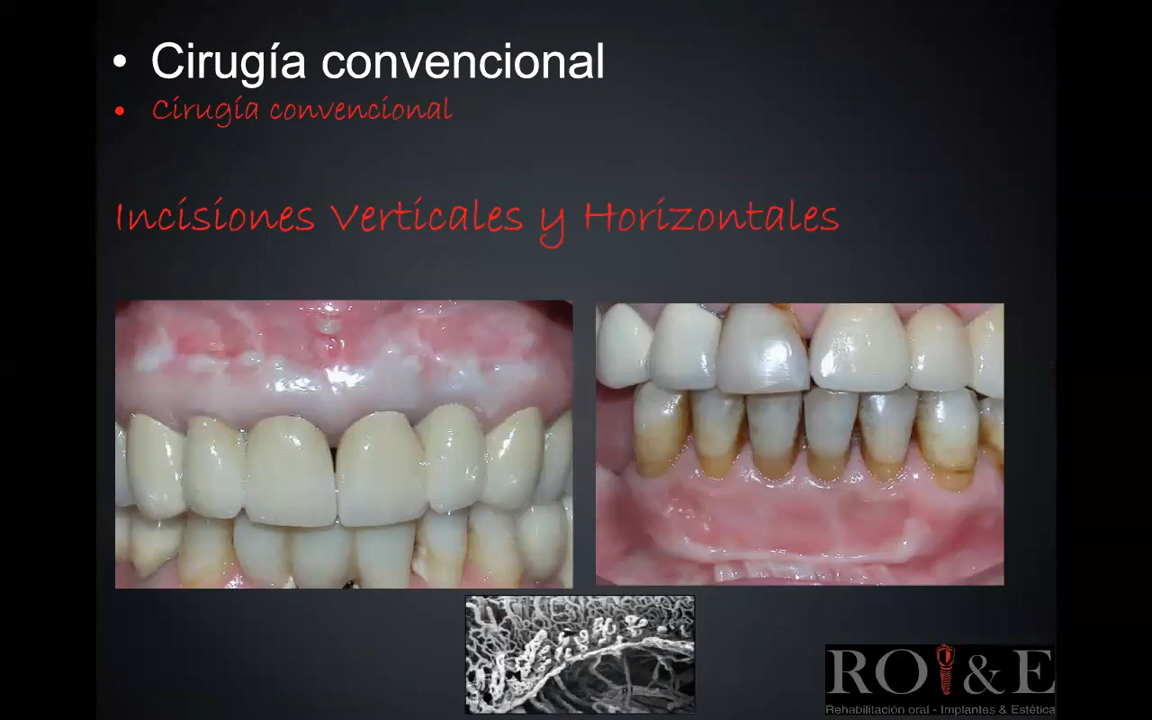 • Cirugía convencional
• Cirugía convencional
Incisiones Verticales y Horizontales
RO & E
Rehabilitación oral - Implantes & Estética